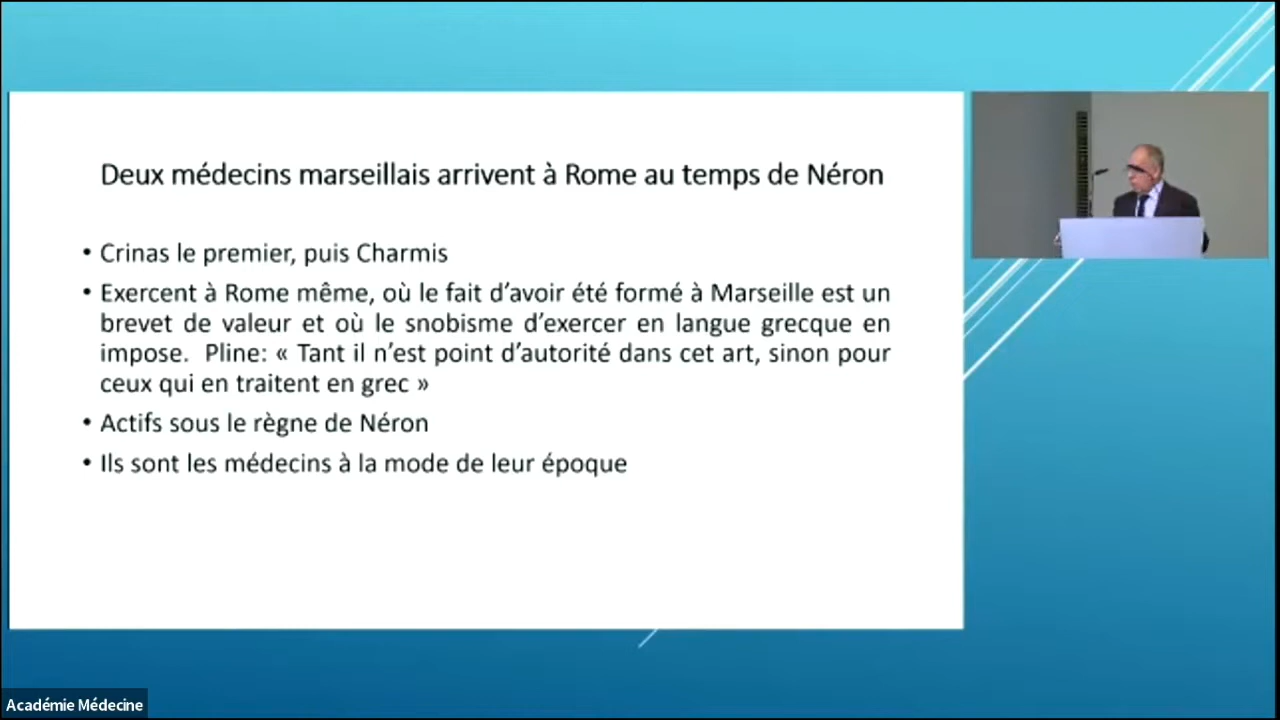 Deux médecins marseillais arrivent à Rome au temps de Néron
• Crinas le premier, puis Charmis
• Exercent à Rome même, où le fait d’avoir été formé à Marseille est un
brevet de valeur et où le snobisme d’exercer en langue grecque en
impose. Pline: « Tant il n’est point d’autorité dans cet art, sinon pour
ceux qui en traitent en grec »
• Actifs sous le règne de Néron
• Ils sont les médecins à la mode de leur époque
Académie Médecine